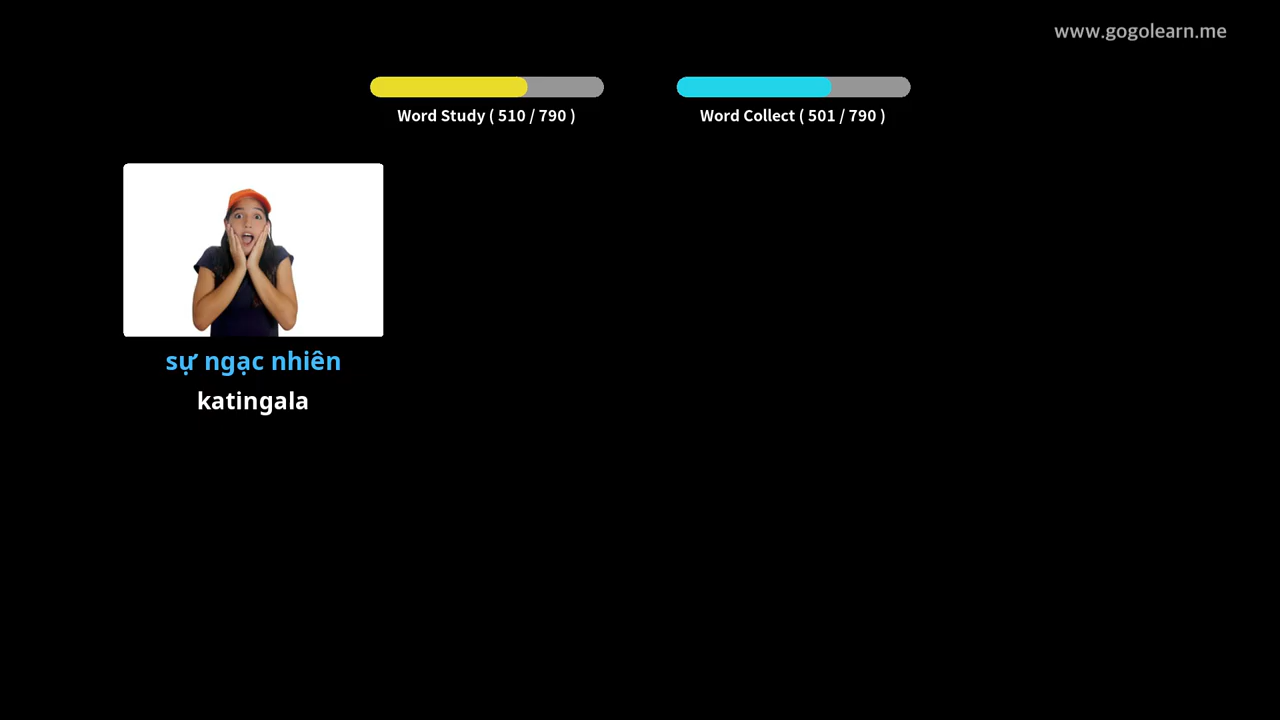 www.gogolearn.me
Word Study ( 510 / 790 )
Word Collect ( 501 / 790 )
sự ngạc nhiên
katingala